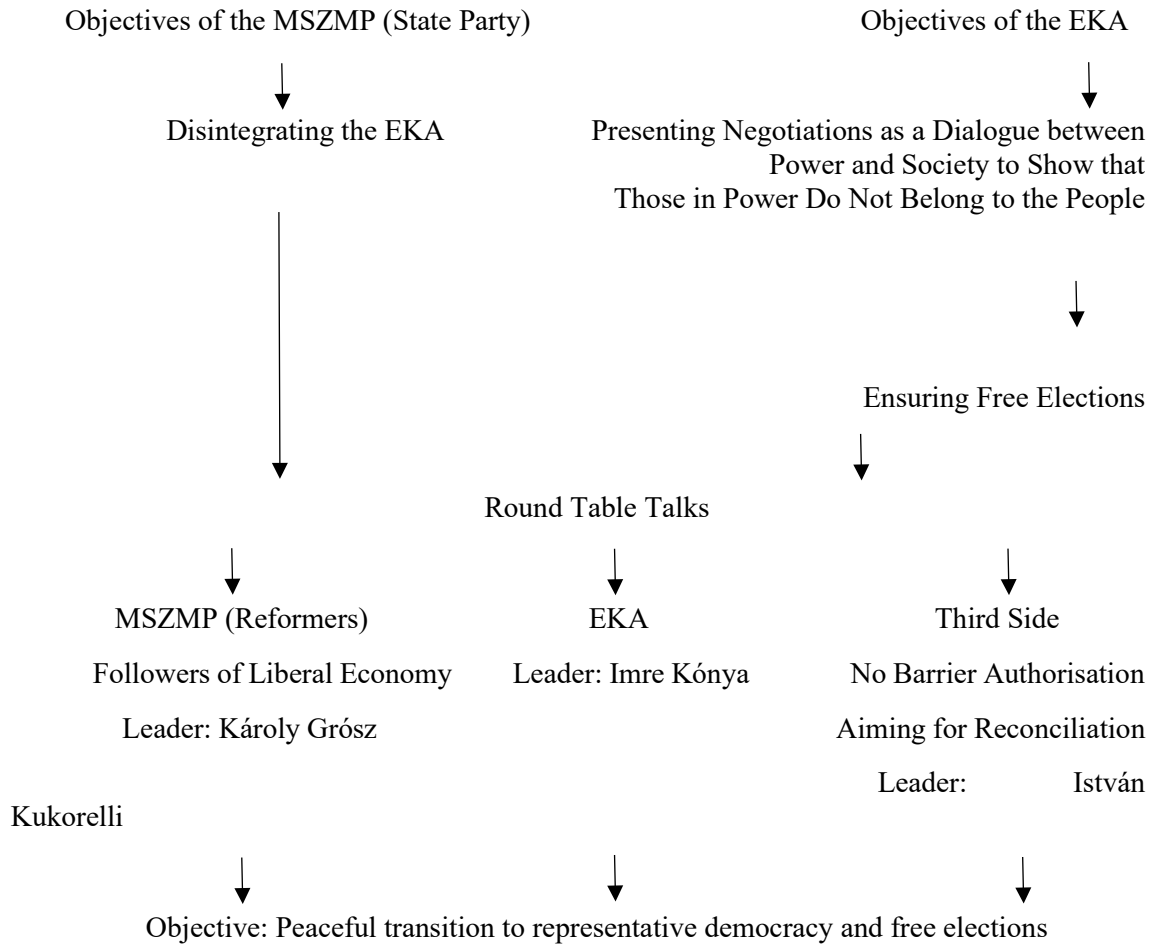 Objectives of the MSZMP (State Party)
Objectives of the EKA
Disintegrating the EKA
Presenting Negotiations as a Dialogue between
Power and Society to Show that
Those in Power Do Not Belong to the People
Ensuring Free Elections
Round Table Talks
MSZMP (Reformers)
EKA
Third Side
Followers of Liberal Economy
Leader: Imre Kónya
No Barrier Authorisation
Leader: Károly Grósz
Aiming for Reconciliation
Leader: István
Kukorelli
Objective: Peaceful transition to representative democracy and free elections